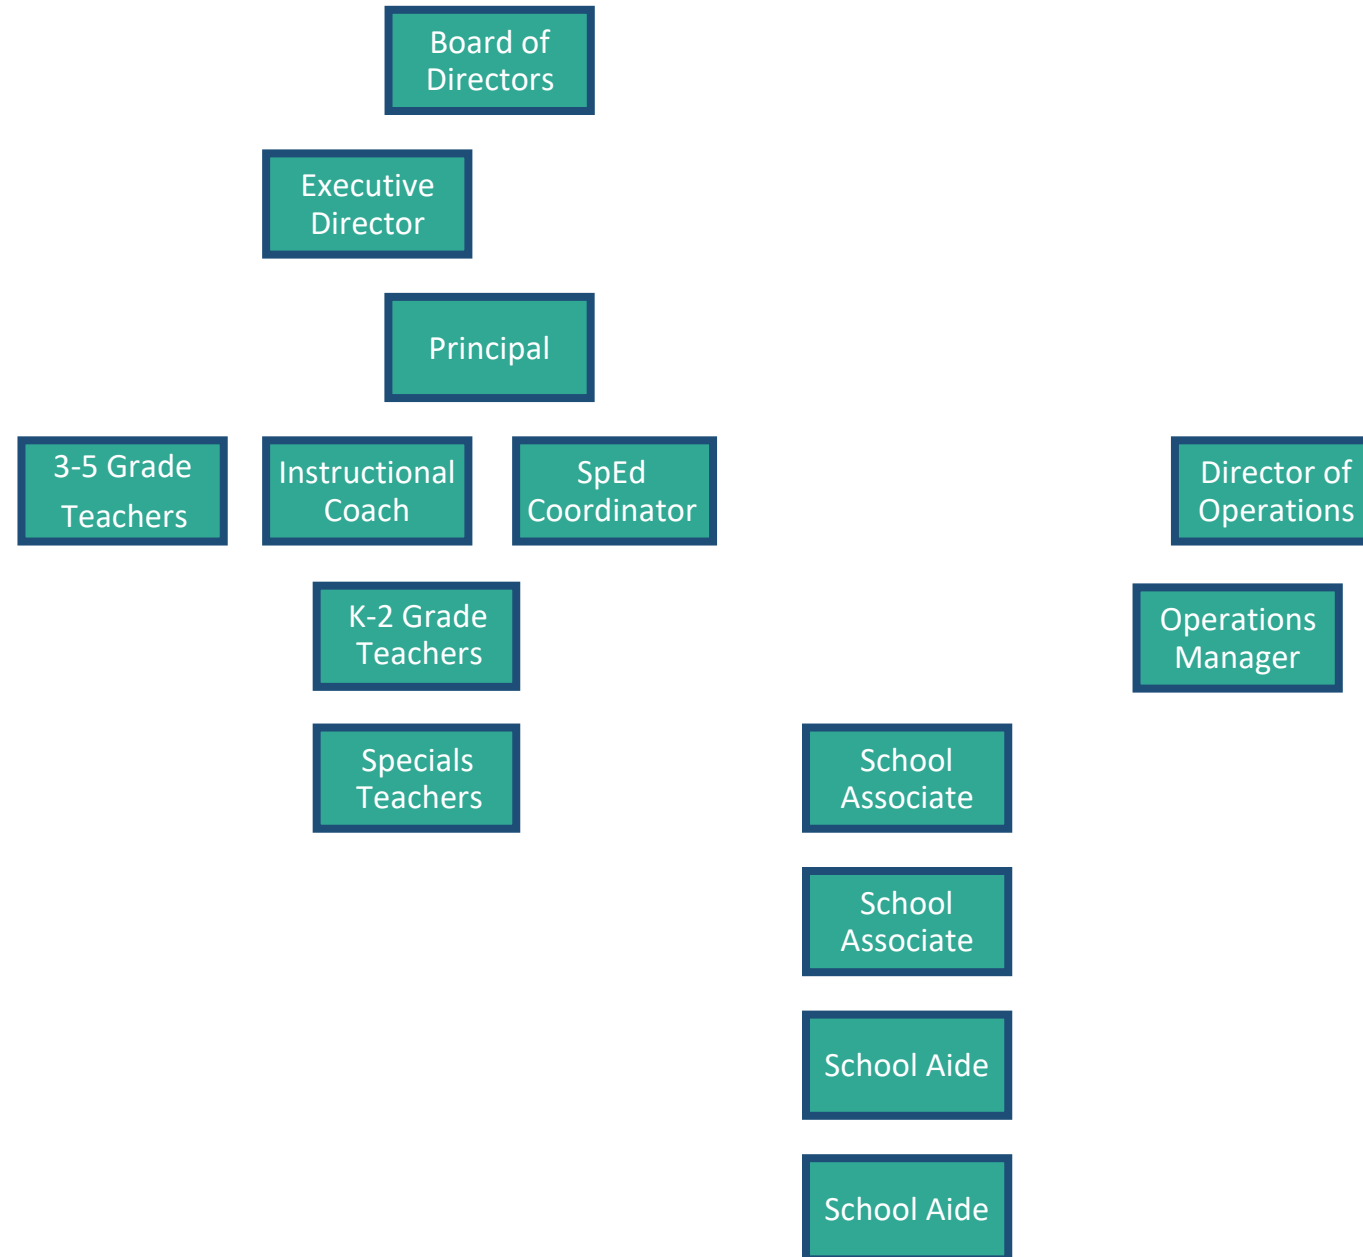 Board of
Directors
Executive
Director
Principal
3-5 Grade
Teachers
Instructional
Coach
SpEd
Coordinator
Director of
Operations
K-2 Grade
Teachers
Operations
Manager
Specials
Teachers
School
Associate
School
Associate
School Aide
School Aide